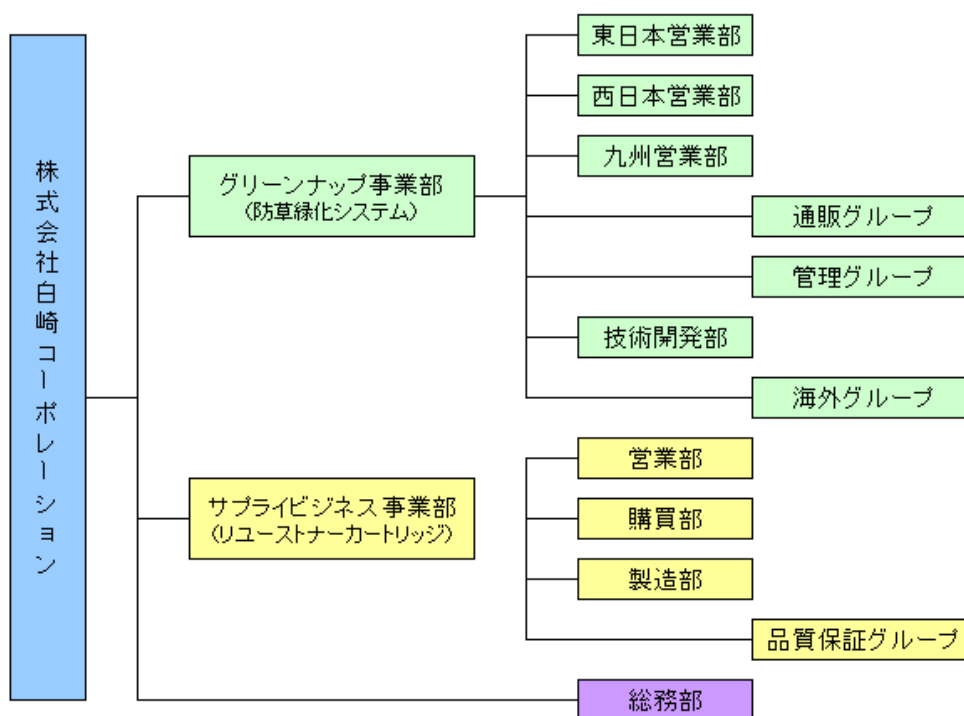 株式会社白崎コーポレーション
グリーンナップ事業部
(防草緑化システム)
東日本営業部
西日本営業部
九州営業部
通販グループ
管理グループ
技術開発部
海外グループ
サプライビジネス事業部
(リユーストナーカートリッジ)
営業部
購買部
製造部
品質保証グループ
総務部